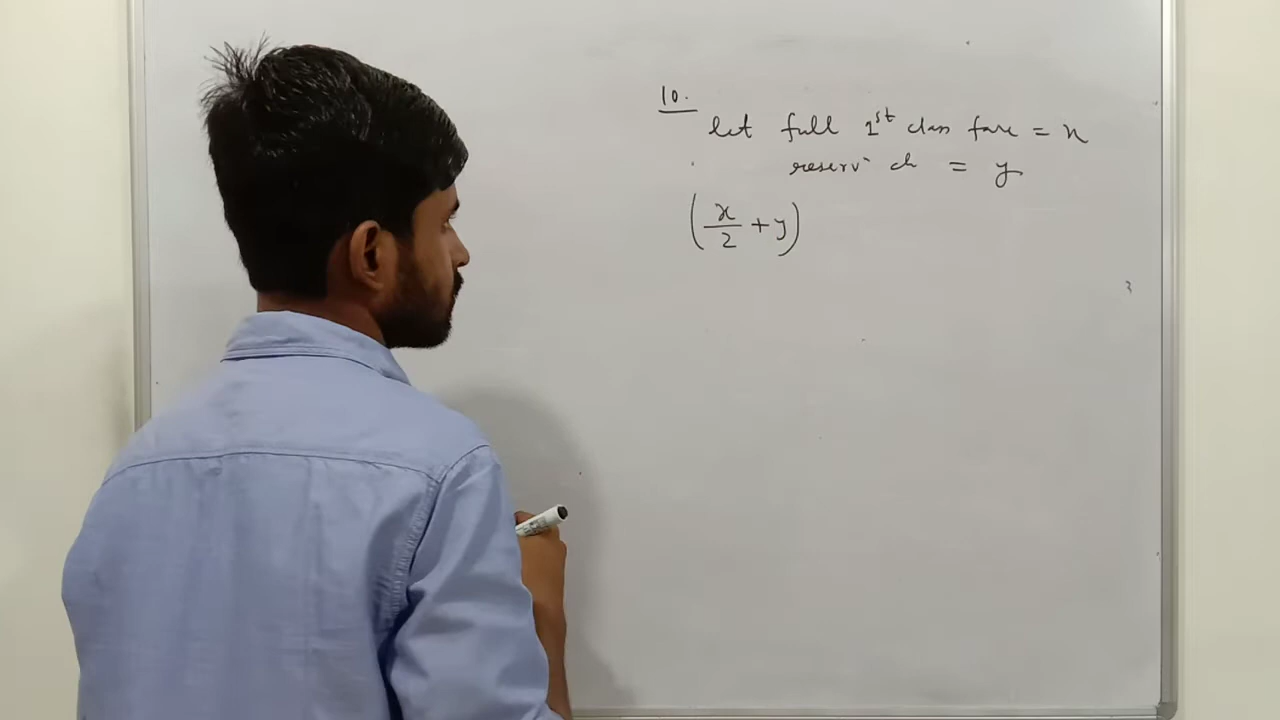 10.
let full 1st class fare = x
reserv ch = y
(x/2 + y)